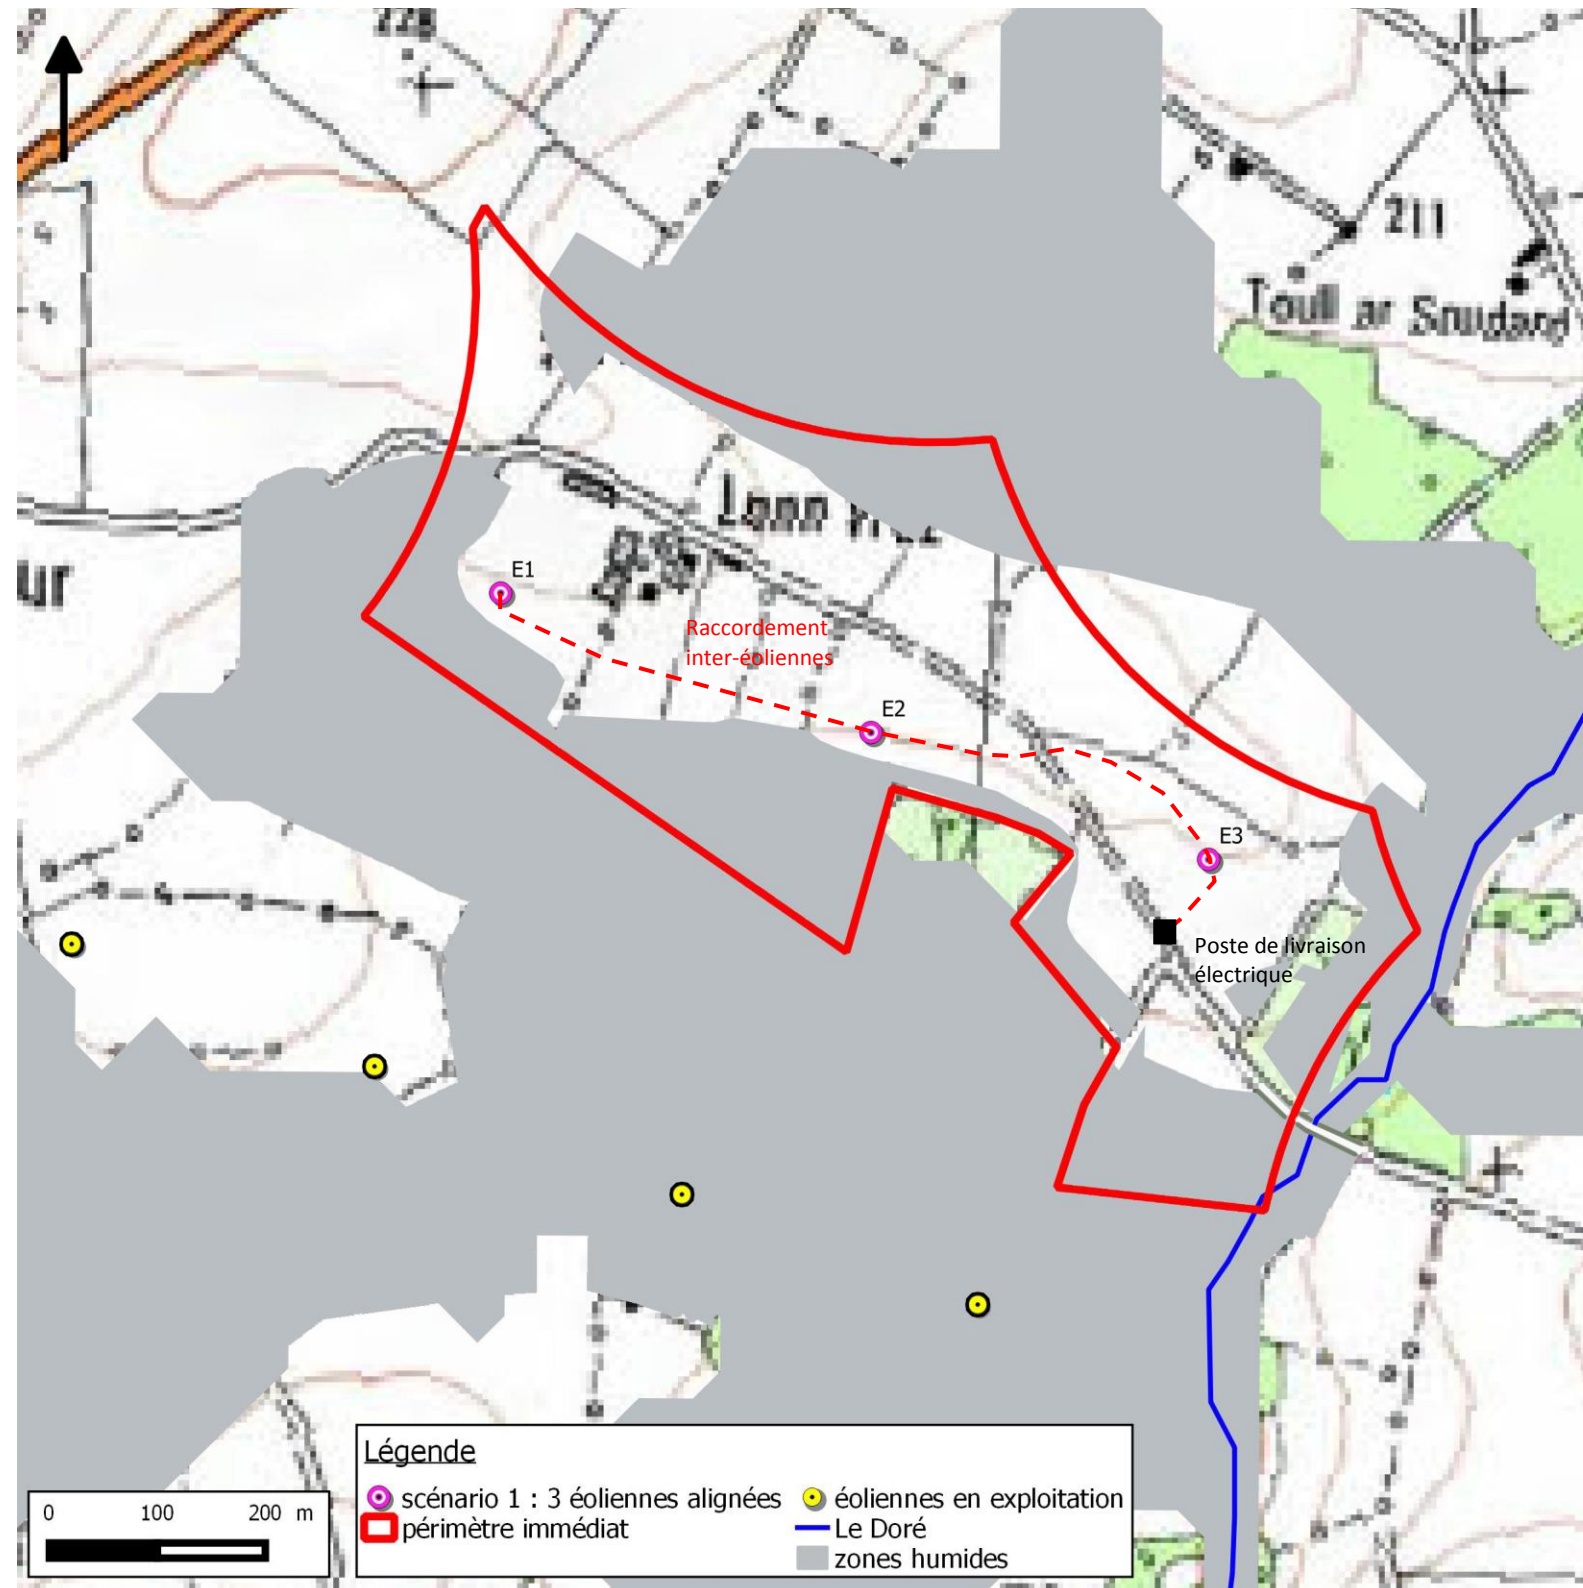 228
211
Toull ar Soudard
Lann
ur
E1
Raccordement
inter-éoliennes
E2
E3
Poste de livraison
électrique
Légende
scénario 1 : 3 éoliennes alignées
éoliennes en exploitation
périmètre immédiat
Le Doré
zones humides
0 100 200 m